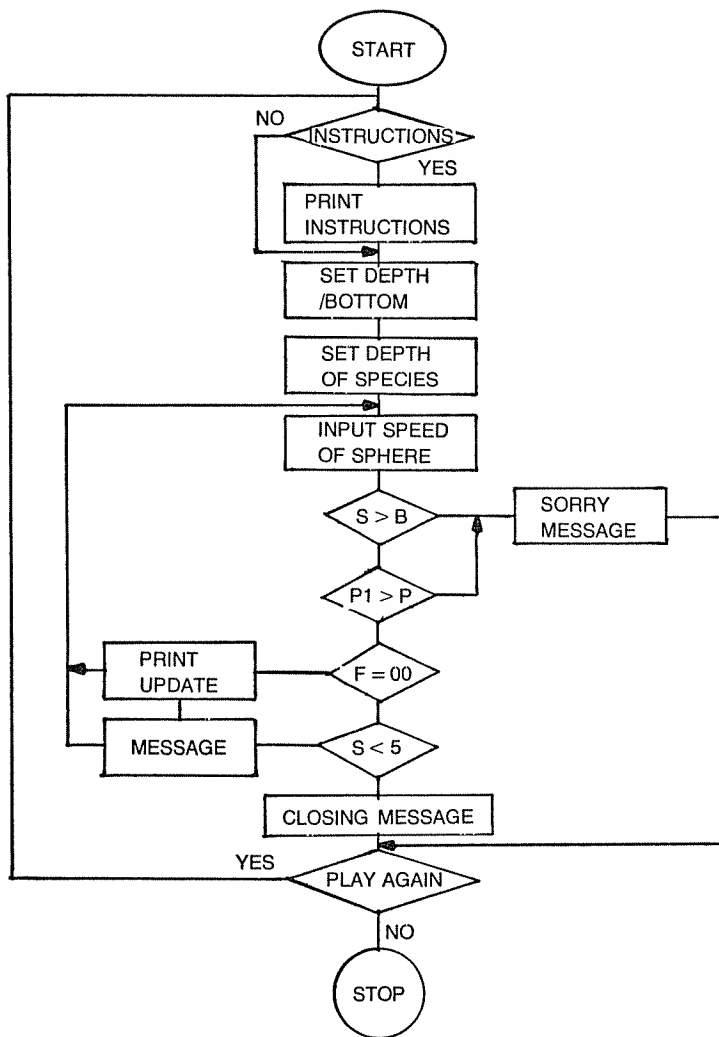 START
NO
INSTRUCTIONS
YES
PRINT
INSTRUCTIONS
SET DEPTH
/BOTTOM
SET DEPTH
OF SPECIES
INPUT SPEED
OF SPHERE
S > B
SORRY
MESSAGE
P1 > P
PRINT
UPDATE
F = 00
MESSAGE
S < 5
CLOSING MESSAGE
YES
PLAY AGAIN
NO
STOP